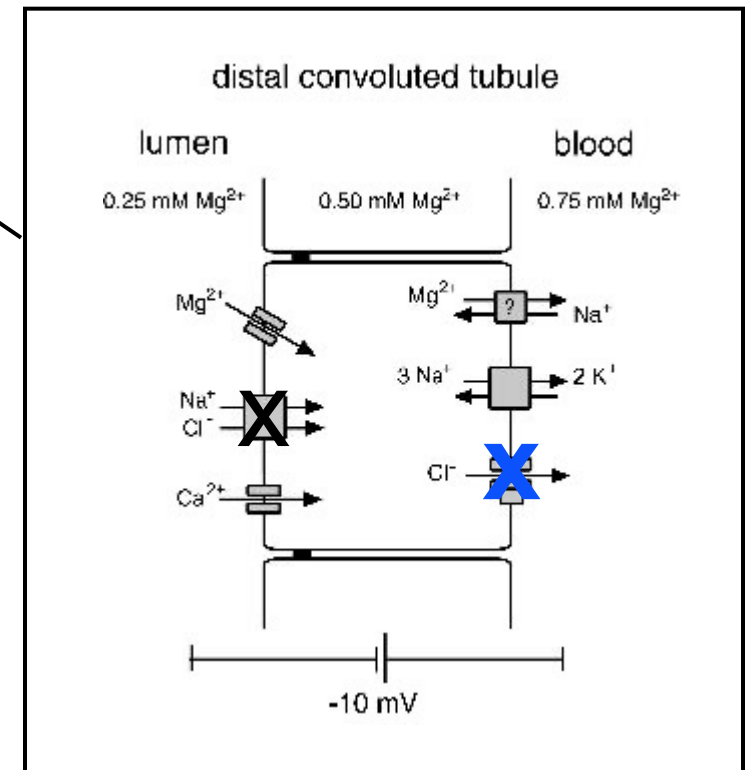 distal convoluted tubule
lumen blood
0.25 mM Mg²⁺ 0.50 mM Mg²⁺ 0.75 mM Mg²⁺
Mg²⁺ Mg²⁺ ? Na⁺
3 Na⁺ 2 K⁺
Na⁺
Cl⁻
X
Cl⁻ X
Ca²⁺
-10 mV